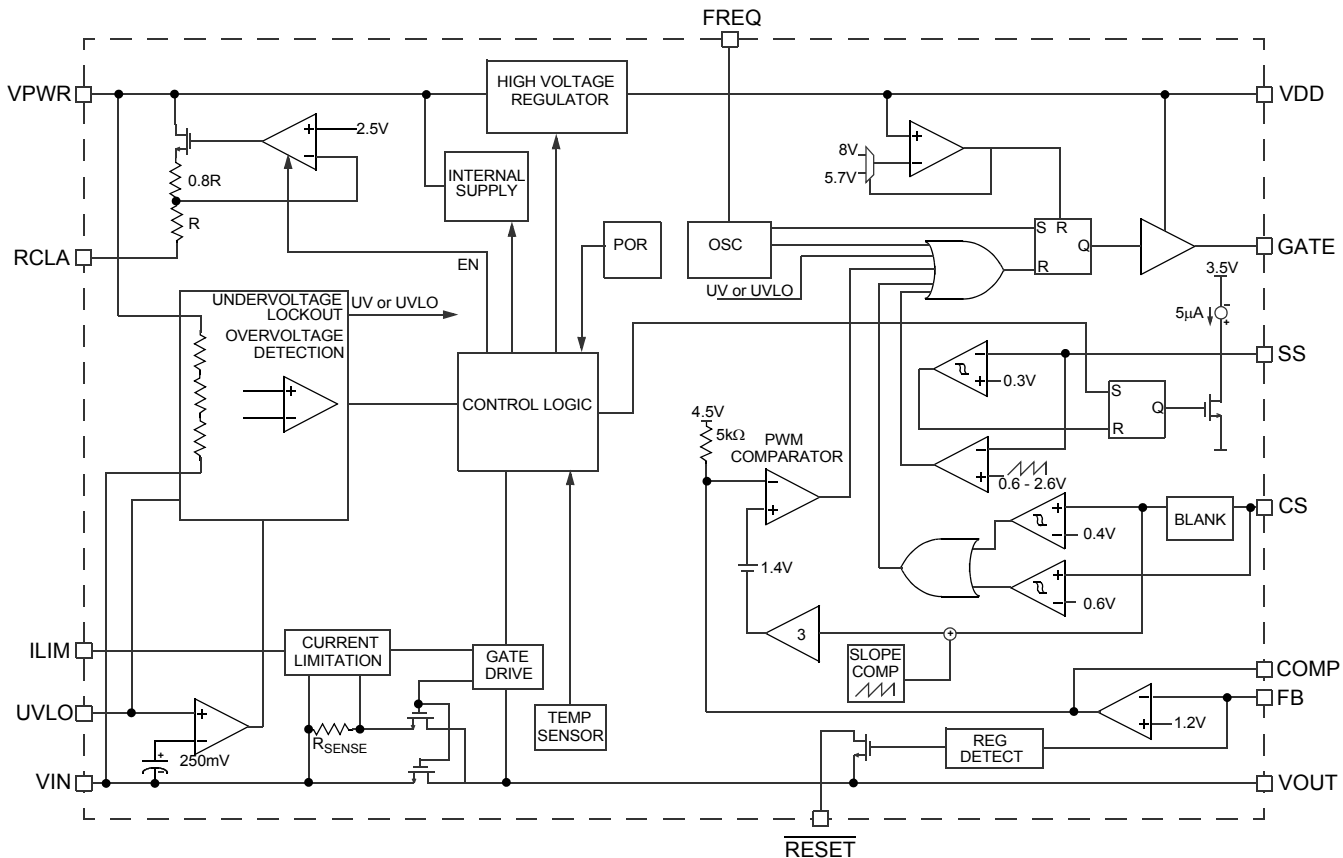 FREQ
VPWR
HIGH VOLTAGE
REGULATOR
VDD
2.5V
+
−
0.8R
R
INTERNAL
SUPPLY
8V
5.7V
+
−
RCLA
EN
POR
OSC
S R
Q
R
GATE
UV or UVLO
3.5V
5µA
−
+
UNDERVOLTAGE
LOCKOUT
UV or UVLO
OVERVOLTAGE
DETECTION
+
−
CONTROL LOGIC
−
+
0.3V
SS
S
Q
R
4.5V
5kΩ
PWM
COMPARATOR
−
+
−
+
0.6 - 2.6V
+
−
0.4V
BLANK
CS
1.4V
+
−
0.6V
3
+
SLOPE
COMP
ILIM
CURRENT
LIMITATION
GATE
DRIVE
COMP
UVLO
+
−
+
−
250mV
RSENSE
TEMP
SENSOR
−
+
1.2V
FB
REG
DETECT
VIN
VOUT
RESET